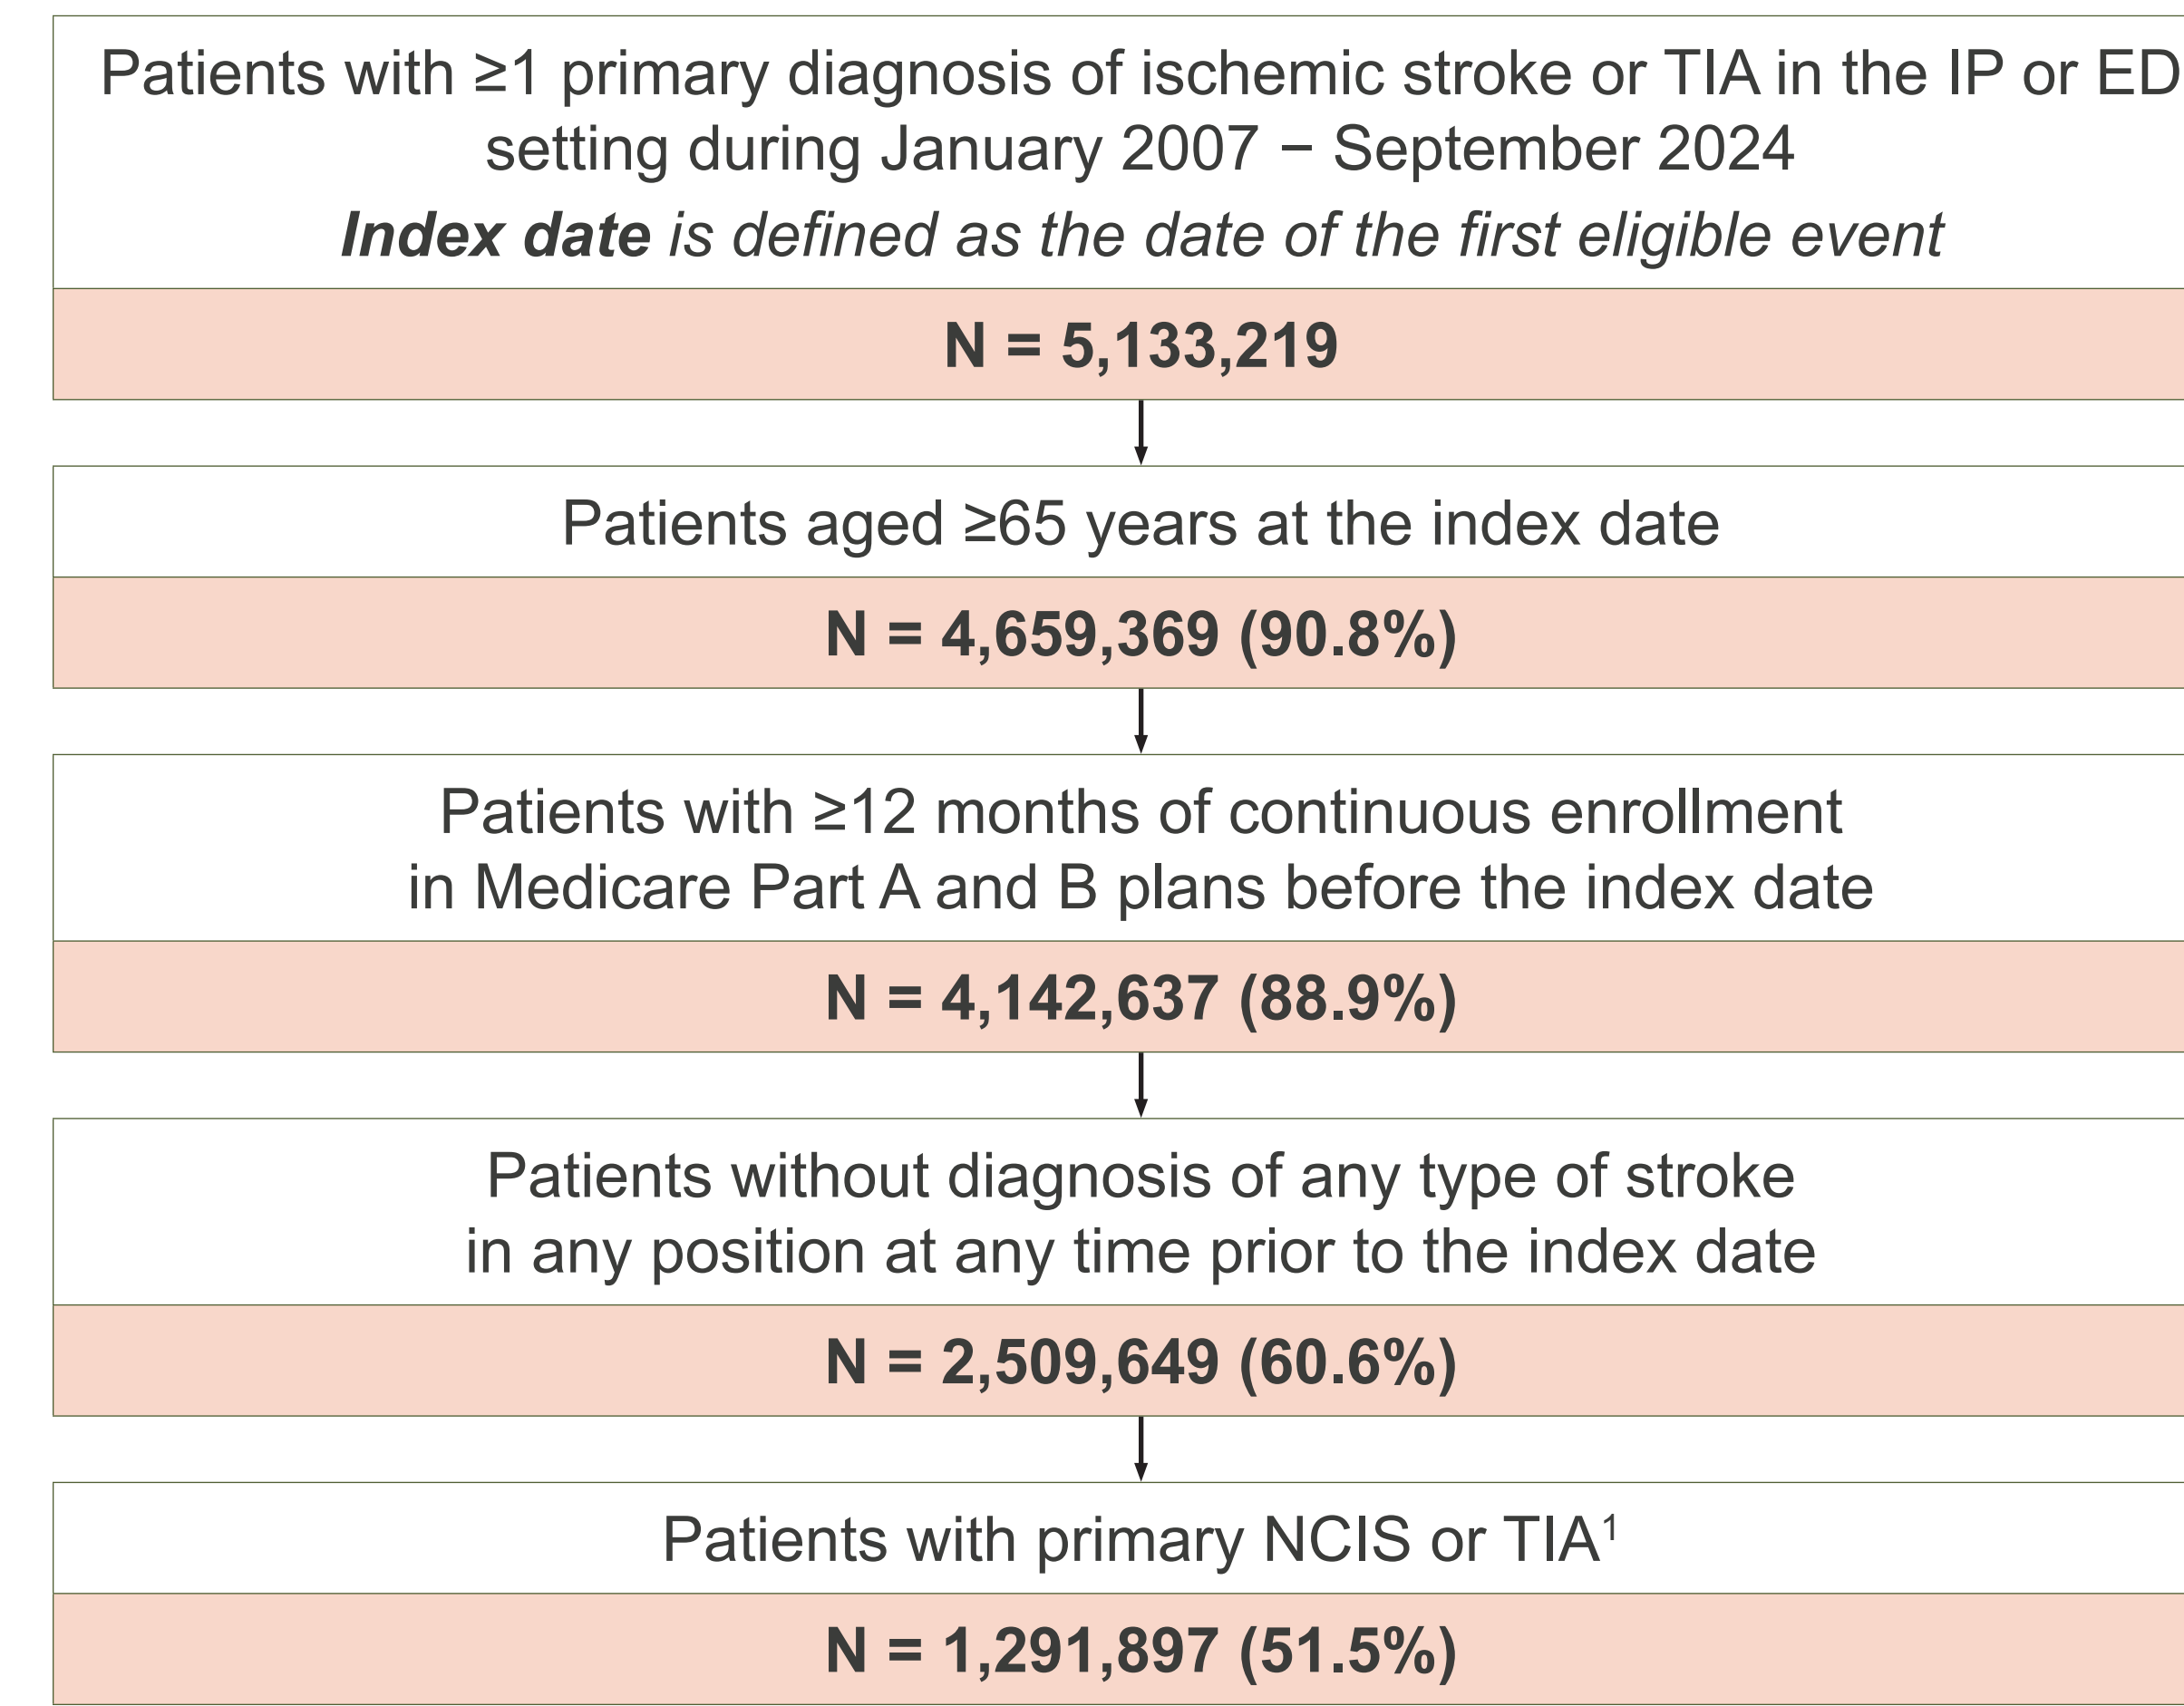 Patients with ≥1 primary diagnosis of ischemic stroke or TIA in the IP or ED
setting during January 2007 – September 2024
Index date is defined as the date of the first eligible event
N = 5,133,219
Patients aged ≥65 years at the index date
N = 4,659,369 (90.8%)
Patients with ≥12 months of continuous enrollment
in Medicare Part A and B plans before the index date
N = 4,142,637 (88.9%)
Patients without diagnosis of any type of stroke
in any position at any time prior to the index date
N = 2,509,649 (60.6%)
Patients with primary NCIS or TIA¹
N = 1,291,897 (51.5%)